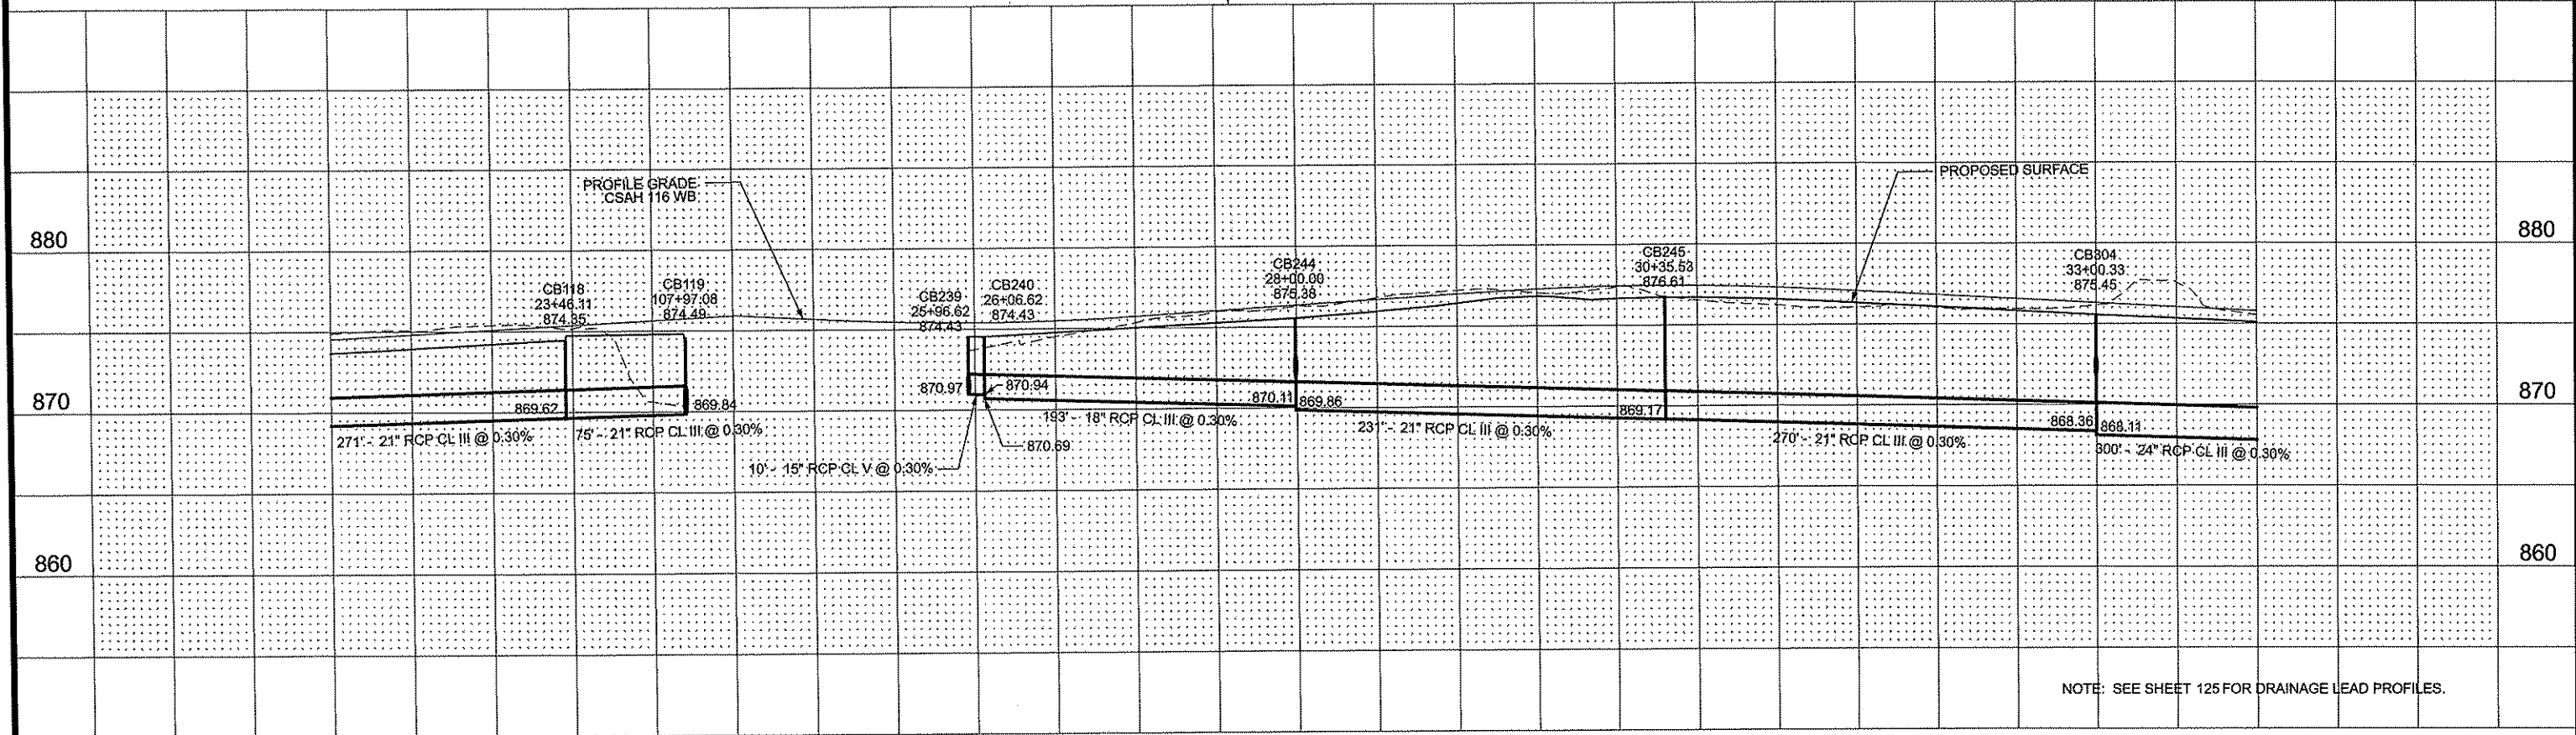 PROFILE GRADE
CSAH 116 WB
PROPOSED SURFACE
880
880
CB118
23+46.11
874.35
CB119
107+97.08
874.49
CB239
25+96.62
874.43
CB240
26+06.62
874.43
CB244
28+00.00
875.38
CB245
30+35.53
876.61
CB304
33+00.33
875.45
870
870
869.62
869.84
870.97
870.94
870.11
869.86
869.17
868.36
868.11
271' - 21" RCP CL III @ 0.30%
75' - 21" RCP CL III @ 0.30%
193' - 18" RCP CL III @ 0.30%
231' - 21" RCP CL III @ 0.30%
270' - 21" RCP CL III @ 0.30%
300' - 24" RCP CL III @ 0.30%
870.69
10' - 15" RCP CL V @ 0.30%
860
860
NOTE: SEE SHEET 125 FOR DRAINAGE LEAD PROFILES.